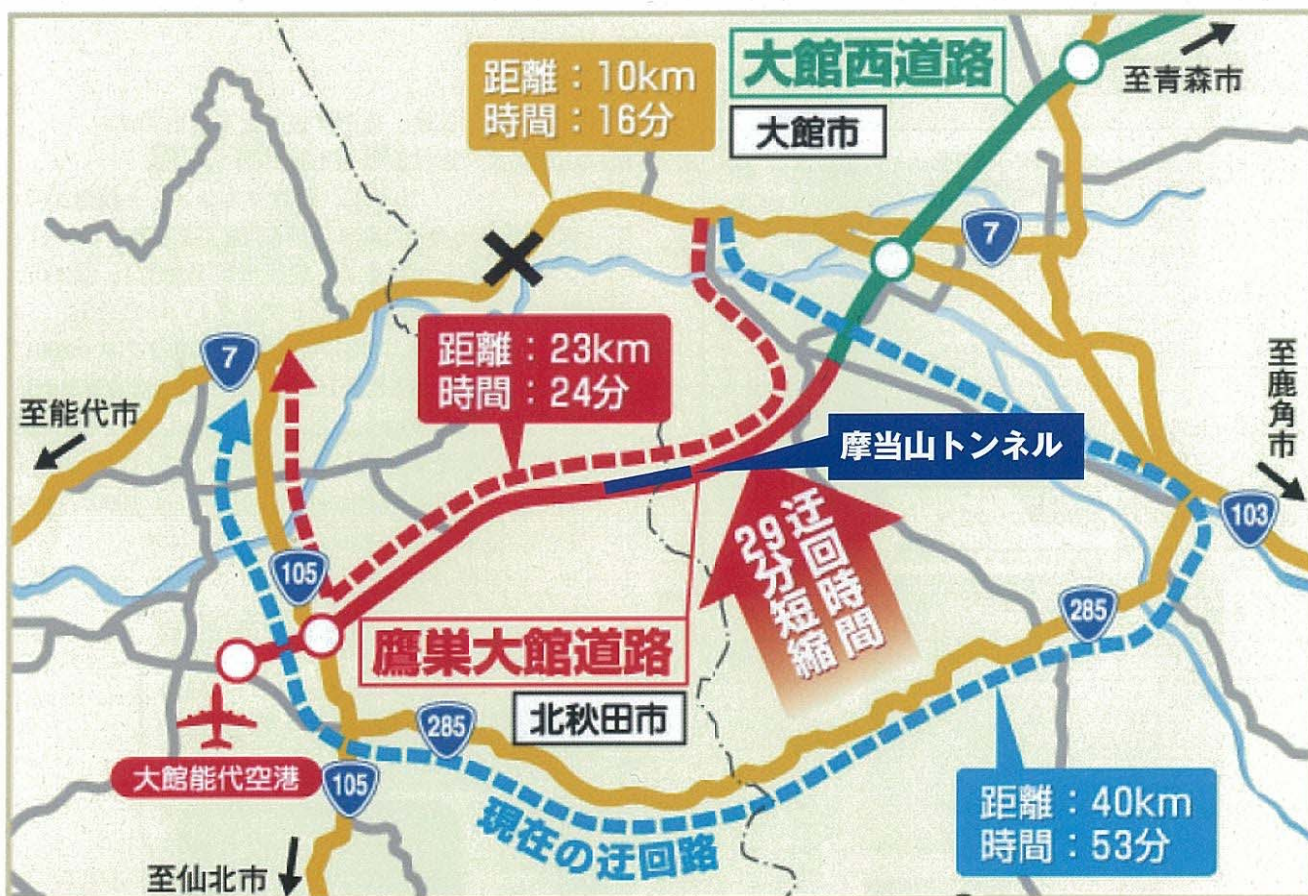 距離：10km
時間：16分
大館西道路
大館市
至青森市
7
7
距離：23km
時間：24分
至能代市
至鹿角市
摩当山トンネル
103
105
迂回時間
29分短縮
285
鷹巣大館道路
北秋田市
285
大館能代空港
105
現在の迂回路
距離：40km
時間：53分
至仙北市